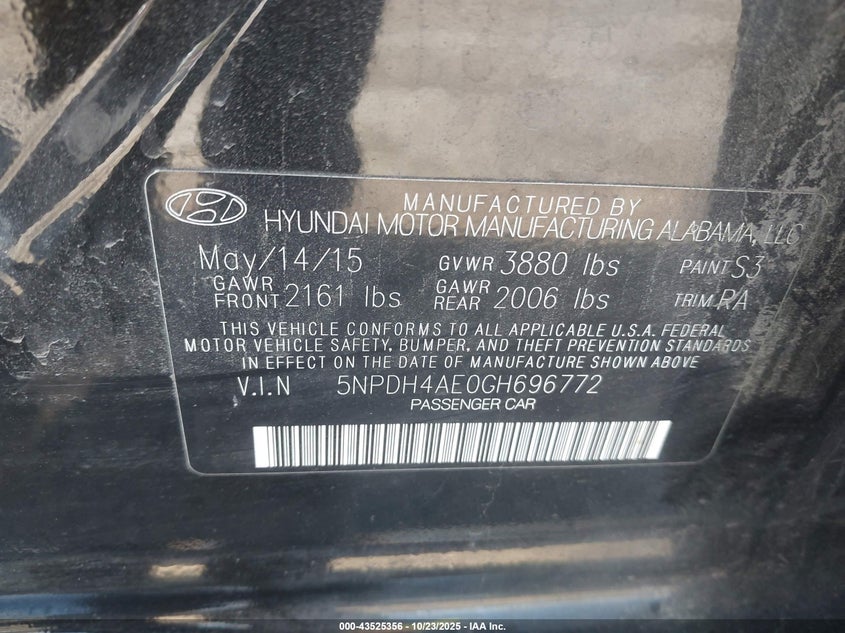 MANUFACTURED BY
HYUNDAI MOTOR MANUFACTURING ALABAMA, LLC
May/14/15 GVWR 3880 lbs PAINT S3
GAWR FRONT 2161 lbs GAWR REAR 2006 lbs TRIM RA
THIS VEHICLE CONFORMS TO ALL APPLICABLE U.S.A. FEDERAL
MOTOR VEHICLE SAFETY, BUMPER, AND THEFT PREVENTION STANDARDS
IN EFFECT ON THE DATE OF MANUFACTURE SHOWN ABOVE
V.I.N 5NPDH4AE0GH696772
PASSENGER CAR
000-43525356 - 10/23/2025 - IAA Inc.